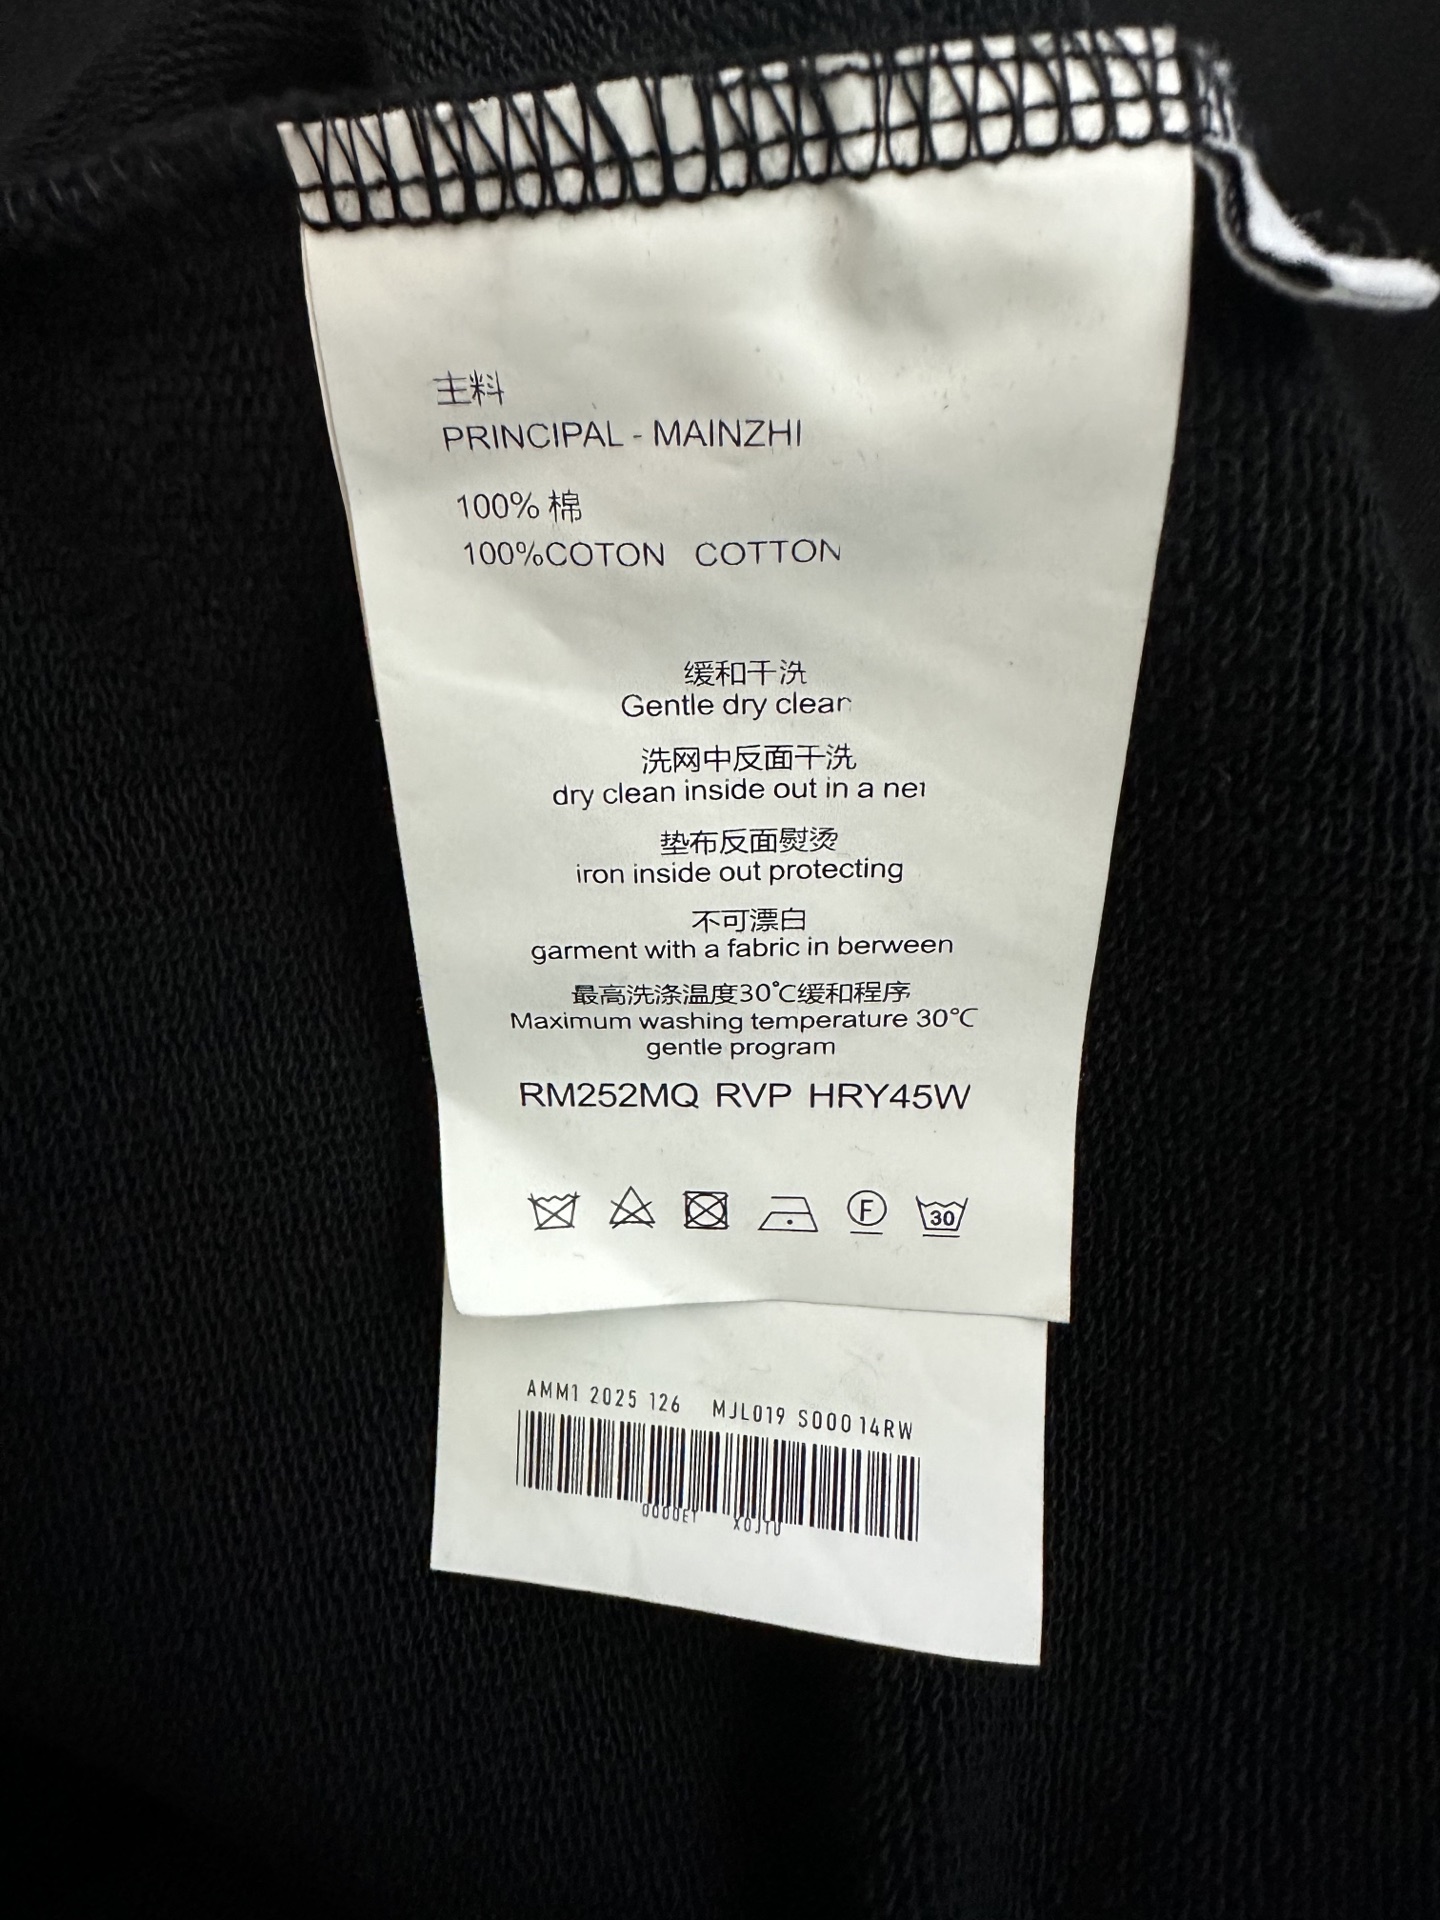 主料
PRINCIPAL - MAINZHI
100% 棉
100%COTON COTTON
缓和干洗
Gentle dry clean
洗网中反面干洗
dry clean inside out in a net
垫布反面熨烫
iron inside out protecting
不可漂白
garment with a fabric in berween
最高洗涤温度30℃缓和程序
Maximum washing temperature 30℃
gentle program
RM252MQ RVP HRY45W
F
30
AMM1 2025 126 MJL019 S000 14RW